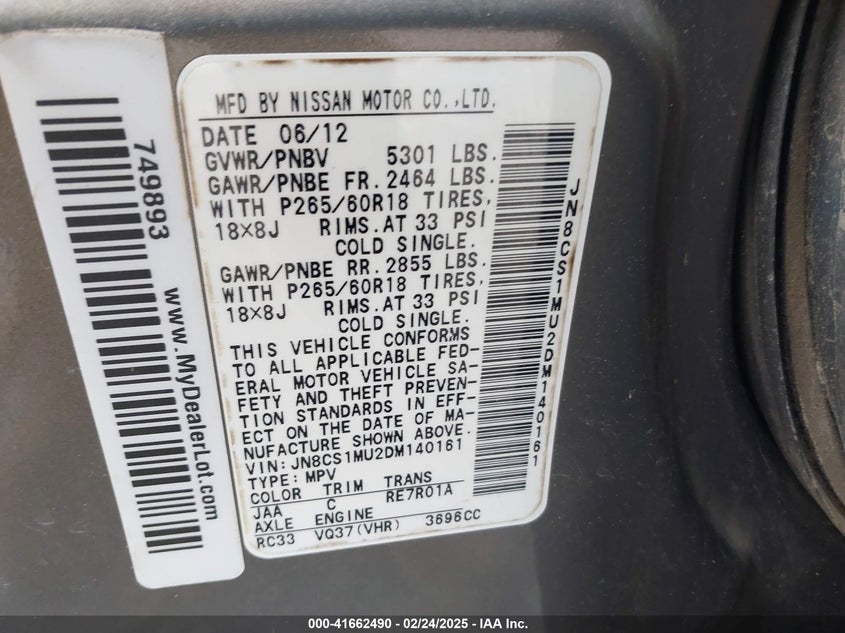 749893
www.MyDealerLot.com
MFD BY NISSAN MOTOR CO.,LTD.
DATE 06/12
GVWR/PNBV 5301 LBS.
GAWR/PNBE FR. 2464 LBS.
WITH P265/60R18 TIRES,
18×8J RIMS.AT 33 PSI
COLD SINGLE.
GAWR/PNBE RR. 2855 LBS.
WITH P265/60R18 TIRES,
18×8J RIMS.AT 33 PSI
COLD SINGLE.
THIS VEHICLE CONFORMS
TO ALL APPLICABLE FED-
ERAL MOTOR VEHICLE SA-
FETY AND THEFT PREVEN-
TION STANDARDS IN EFF-
ECT ON THE DATE OF MA-
NUFACTURE SHOWN ABOVE.
VIN:JN8CS1MU2DM140161
TYPE: MPV
COLOR TRIM TRANS
JAA C RE7R01A
AXLE ENGINE
RC33 VQ37(VHR) 3696CC
JN8CS1MU2DM140161
000-41662490 - 02/24/2025 - IAA Inc.